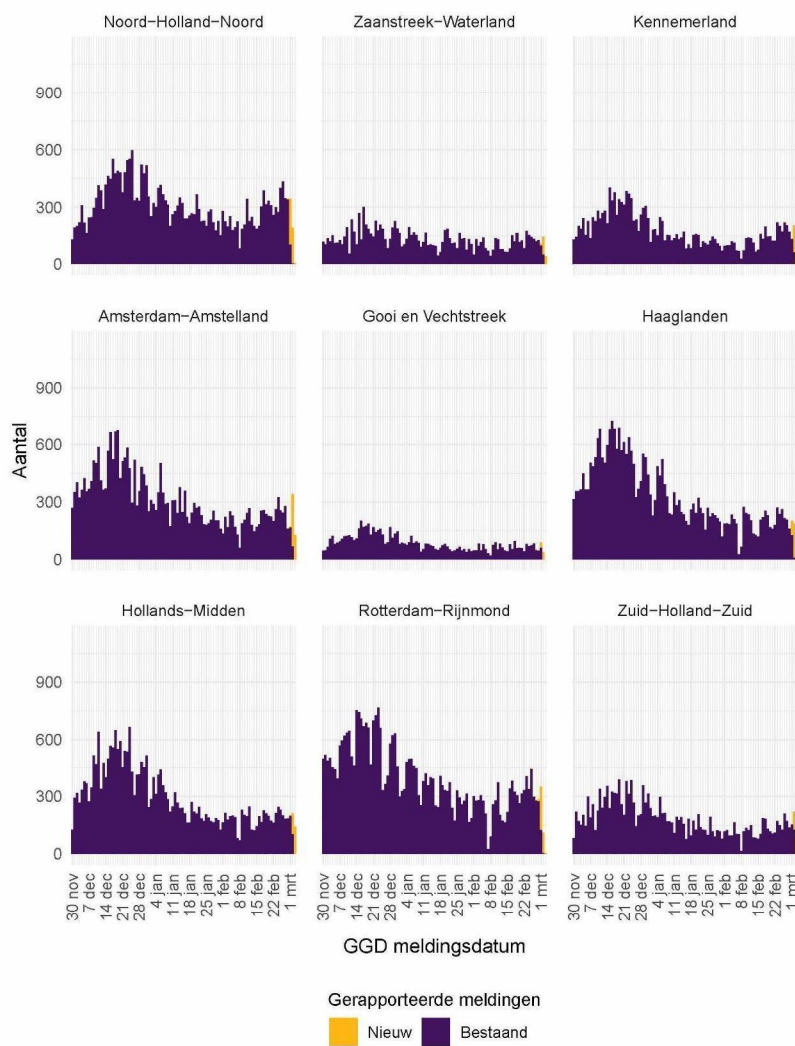 Noord-Holland-Noord
Zaanstreek-Waterland
Kennemerland
900
600
300
0
Amsterdam-Amstelland
Gooi en Vechtstreek
Haaglanden
900
600
300
0
Aantal
Hollands-Midden
Rotterdam-Rijnmond
Zuid-Holland-Zuid
900
600
300
0
30 nov
7 dec
14 dec
21 dec
28 dec
4 jan
11 jan
18 jan
25 jan
1 feb
8 feb
15 feb
22 feb
1 mrt
30 nov
7 dec
14 dec
21 dec
28 dec
4 jan
11 jan
18 jan
25 jan
1 feb
8 feb
15 feb
22 feb
1 mrt
30 nov
7 dec
14 dec
21 dec
28 dec
4 jan
11 jan
18 jan
25 jan
1 feb
8 feb
15 feb
22 feb
1 mrt
GGD meldingsdatum
Gerapporteerde meldingen
Nieuw
Bestaand